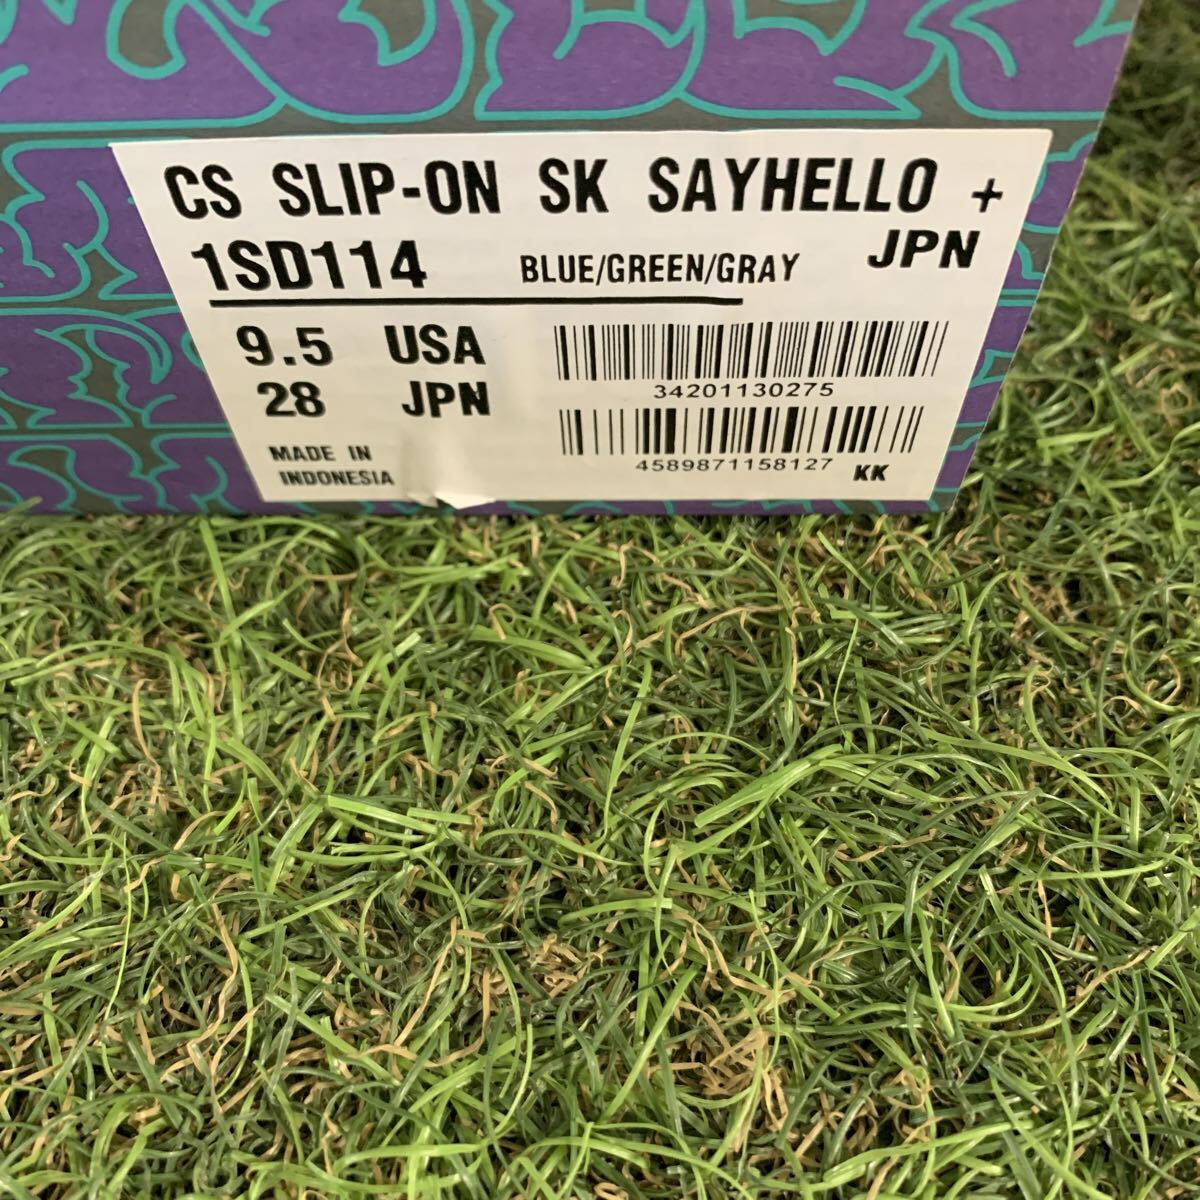 CS SLIP-ON SK SAYHELLO +
1SD114 BLUE/GREEN/GRAY JPN
9.5 USA
28 JPN
34201130275
MADE IN
INDONESIA
4589871158127 KK